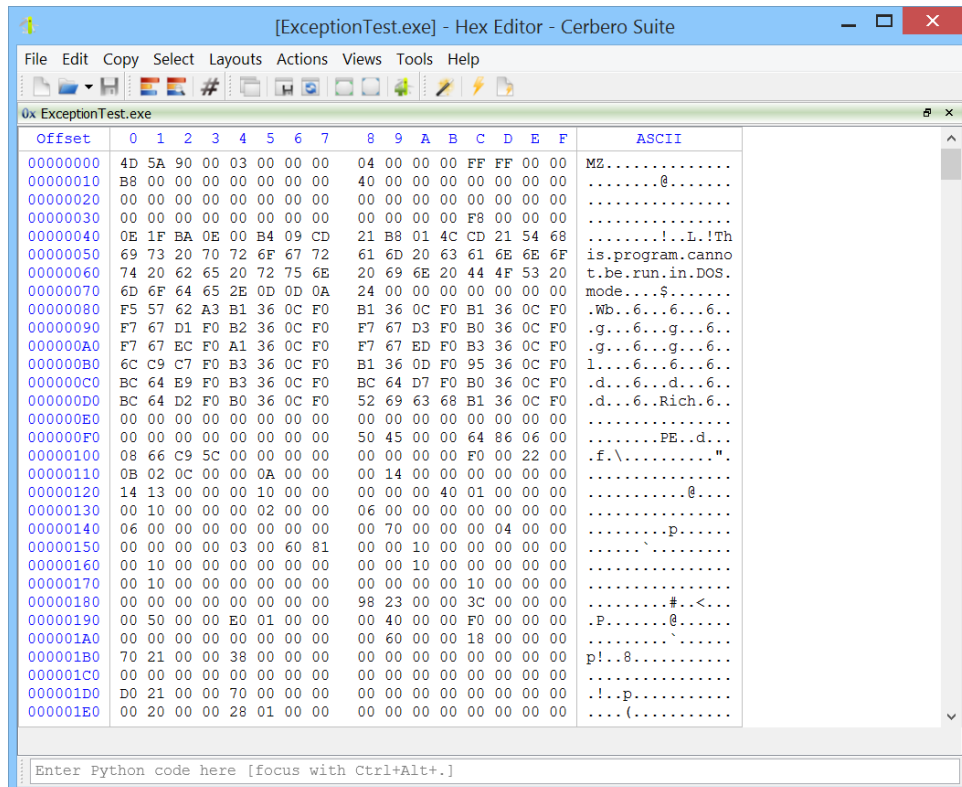 [ExceptionTest.exe] - Hex Editor - Cerbero Suite
File Edit Copy Select Layouts Actions Views Tools Help
0x ExceptionTest.exe
Offset 0 1 2 3 4 5 6 7 8 9 A B C D E F ASCII
00000000 4D 5A 90 00 03 00 00 00 04 00 00 00 FF FF 00 00 MZ..............
00000010 B8 00 00 00 00 00 00 00 40 00 00 00 00 00 00 00 ........@.......
00000020 00 00 00 00 00 00 00 00 00 00 00 00 00 00 00 00 ................
00000030 00 00 00 00 00 00 00 00 00 00 00 00 F8 00 00 00 ................
00000040 0E 1F BA 0E 00 B4 09 CD 21 B8 01 4C CD 21 54 68 ........!..L.!Th
00000050 69 73 20 70 72 6F 67 72 61 6D 20 63 61 6E 6E 6F is.program.canno
00000060 74 20 62 65 20 72 75 6E 20 69 6E 20 44 4F 53 20 t.be.run.in.DOS.
00000070 6D 6F 64 65 2E 0D 0D 0A 24 00 00 00 00 00 00 00 mode....$.......
00000080 F5 57 62 A3 B1 36 0C F0 B1 36 0C F0 B1 36 0C F0 .Wb..6...6...6..
00000090 F7 67 D1 F0 B2 36 0C F0 F7 67 D3 F0 B0 36 0C F0 .g...6...g...6..
000000A0 F7 67 EC F0 A1 36 0C F0 F7 67 ED F0 B3 36 0C F0 .g...6...g...6..
000000B0 6C C9 C7 F0 B3 36 0C F0 B1 36 0D F0 95 36 0C F0 l....6...6...6..
000000C0 BC 64 E9 F0 B3 36 0C F0 BC 64 D7 F0 B0 36 0C F0 .d...6...d...6..
000000D0 BC 64 D2 F0 B0 36 0C F0 52 69 63 68 B1 36 0C F0 .d...6..Rich.6..
000000E0 00 00 00 00 00 00 00 00 00 00 00 00 00 00 00 00 ................
000000F0 00 00 00 00 00 00 00 00 50 45 00 00 64 86 06 00 ........PE..d...
00000100 08 66 C9 5C 00 00 00 00 00 00 00 00 F0 00 22 00 .f.\..........".
00000110 0B 02 0C 00 00 0A 00 00 00 14 00 00 00 00 00 00 ................
00000120 14 13 00 00 00 10 00 00 00 00 00 40 01 00 00 00 ...........@....
00000130 00 10 00 00 00 02 00 00 06 00 00 00 00 00 00 00 ................
00000140 06 00 00 00 00 00 00 00 00 70 00 00 00 04 00 00 .........p......
00000150 00 00 00 00 03 00 60 81 00 00 10 00 00 00 00 00 ......`.........
00000160 00 10 00 00 00 00 00 00 00 00 10 00 00 00 00 00 ................
00000170 00 10 00 00 00 00 00 00 00 00 00 00 10 00 00 00 ................
00000180 00 00 00 00 00 00 00 00 98 23 00 00 3C 00 00 00 .........#..<...
00000190 00 50 00 00 E0 01 00 00 00 40 00 00 F0 00 00 00 .P.......@......
000001A0 00 00 00 00 00 00 00 00 00 60 00 00 18 00 00 00 .........`......
000001B0 70 21 00 00 38 00 00 00 00 00 00 00 00 00 00 00 p!..8...........
000001C0 00 00 00 00 00 00 00 00 00 00 00 00 00 00 00 00 ................
000001D0 D0 21 00 00 70 00 00 00 00 00 00 00 00 00 00 00 .!..p...........
000001E0 00 20 00 00 28 01 00 00 00 00 00 00 00 00 00 00 ....(...........
Enter Python code here [focus with Ctrl+Alt+.]